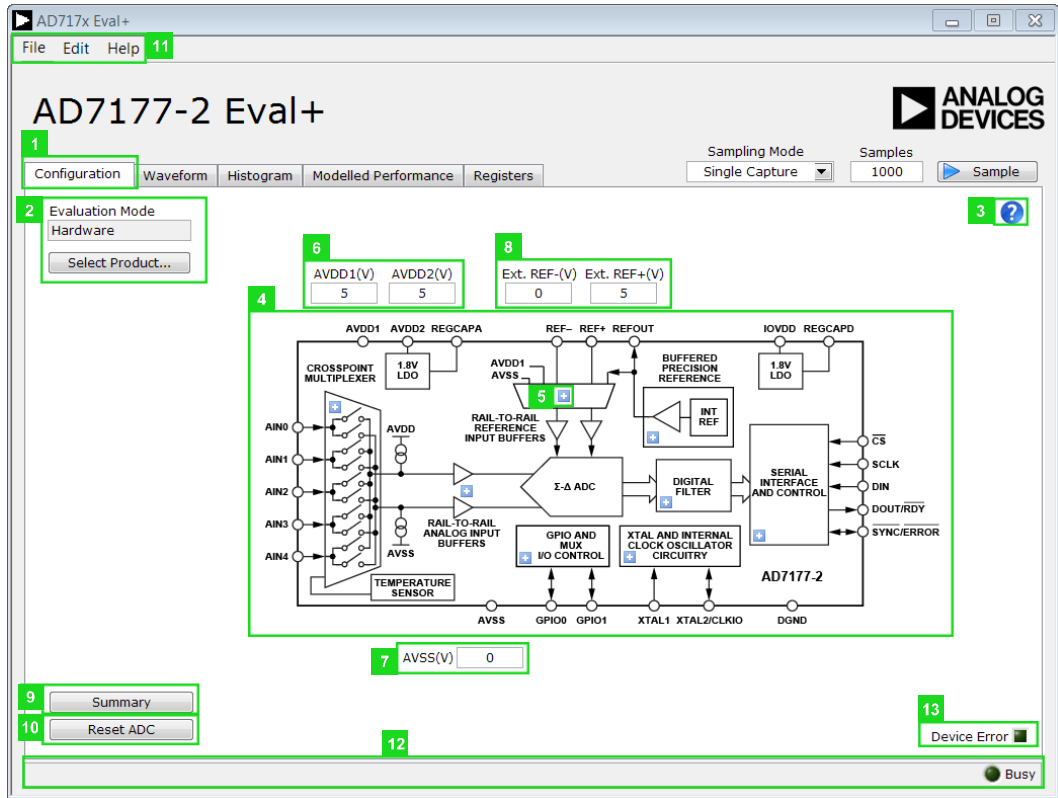 AD717x Eval+
File Edit Help 11
AD7177-2 Eval+
ANALOG
DEVICES
1
Sampling Mode Samples
Configuration Waveform Histogram Modelled Performance Registers Single Capture 1000 Sample
2 Evaluation Mode 3 ?
Hardware
Select Product...
6 8
AVDD1(V) AVDD2(V) Ext. REF-(V) Ext. REF+(V)
5 5 0 5
4
AVDD1 AVDD2 REGCAPA REF– REF+ REFOUT IOVDD REGCAPD
CROSSPOINT
MULTIPLEXER
1.8V
LDO
AVDD1
AVSS
BUFFERED
PRECISION
REFERENCE
1.8V
LDO
5
INT
REF
RAIL-TO-RAIL
REFERENCE
INPUT BUFFERS
AIN0 AVDD CS
AIN1 SCLK
AIN2 Σ-Δ ADC DIGITAL
FILTER
SERIAL
INTERFACE
AND CONTROL
DIN
DOUT/RDY
AIN3 RAIL-TO-RAIL
ANALOG INPUT
BUFFERS
SYNC/ERROR
AIN4 AVSS
GPIO AND
MUX
I/O CONTROL
XTAL AND INTERNAL
CLOCK OSCILLATOR
CIRCUITRY
TEMPERATURE
SENSOR
AD7177-2
AVSS GPIO0 GPIO1 XTAL1 XTAL2/CLKIO DGND
7 AVSS(V) 0
9 Summary
10 Reset ADC
13
Device Error
12
Busy